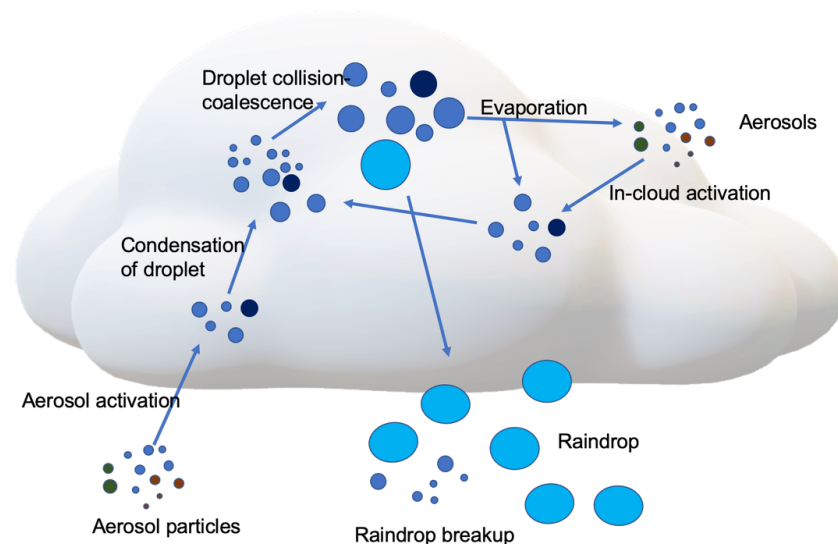 Droplet collision-
coalescence
Evaporation
Aerosols
In-cloud activation
Condensation
of droplet
Aerosol activation
Raindrop
Aerosol particles
Raindrop breakup